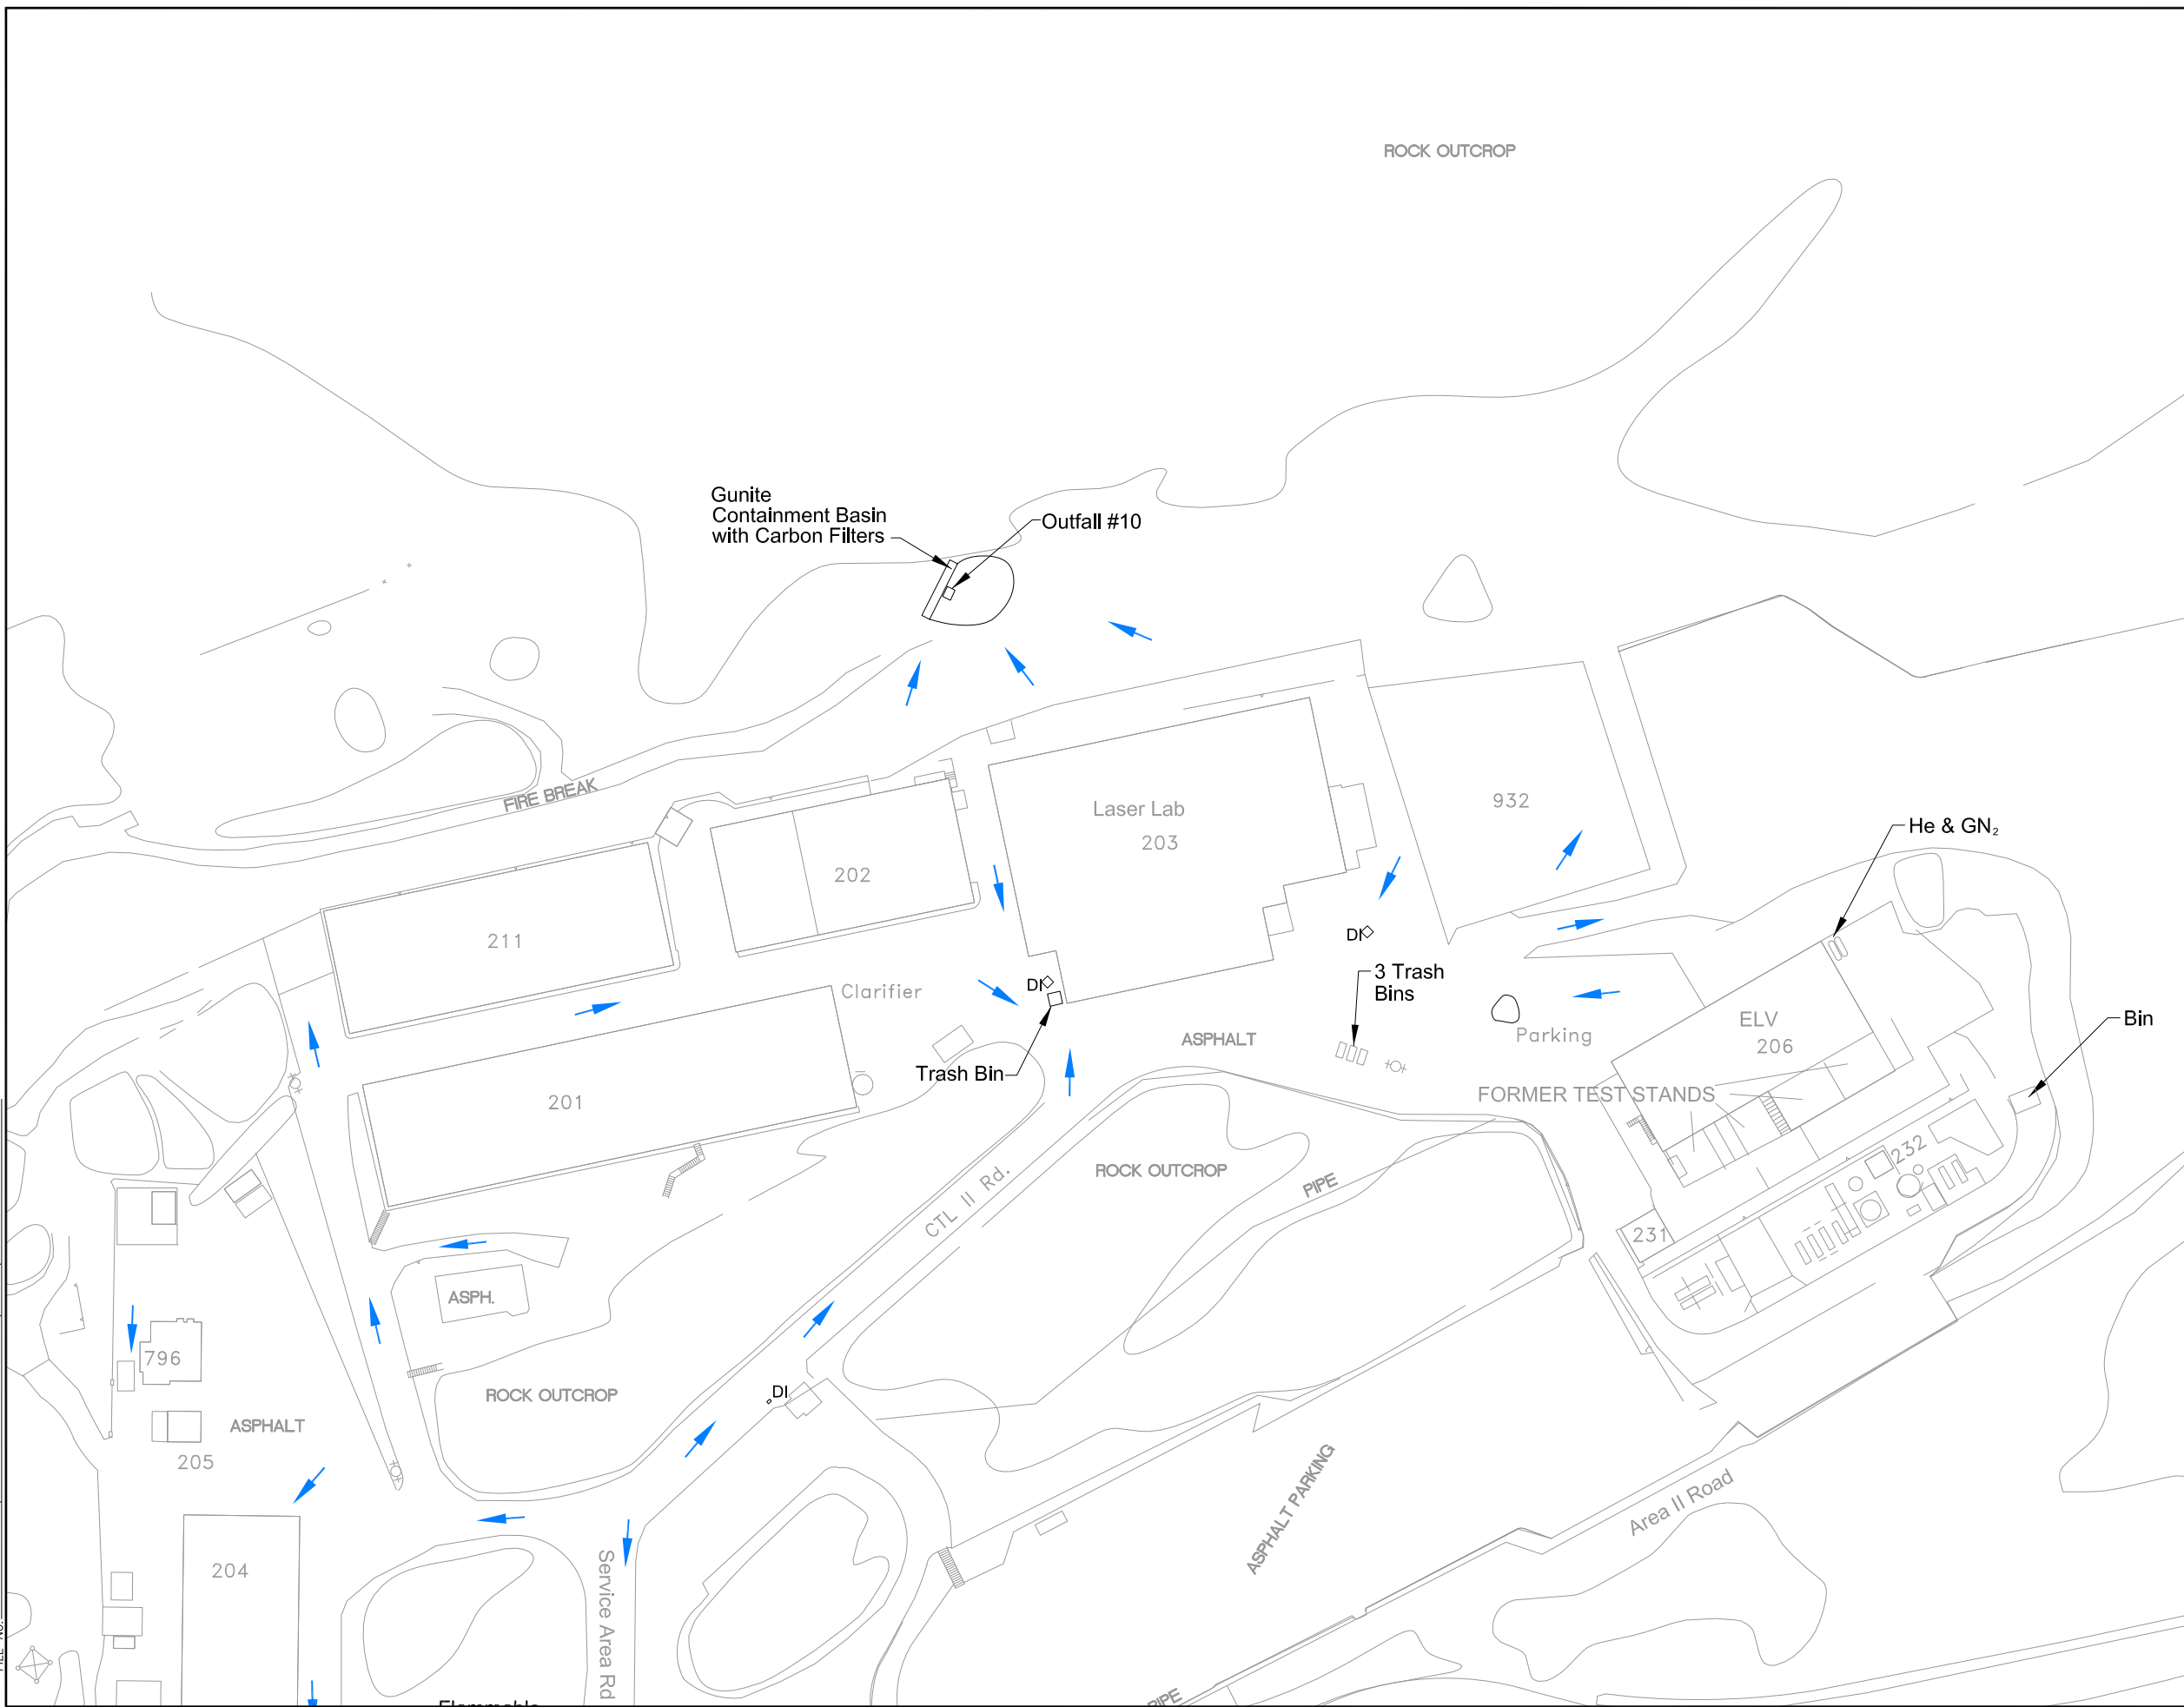 ROCK OUTCROP
Gunite
Containment Basin
with Carbon Filters
Outfall #10
FIRE BREAK
Laser Lab
203
932
He & GN₂
202
211
DI
DI
3 Trash
Bins
Clarifier
Parking
ELV
206
Bin
ASPHALT
Trash Bin
201
FORMER TEST STANDS
ROCK OUTCROP
PIPE
232
CTL II Rd.
231
ASPH.
796
ROCK OUTCROP
DI
ASPHALT
205
ASPHALT PARKING
Area II Road
204
Service Area Rd
PIPE